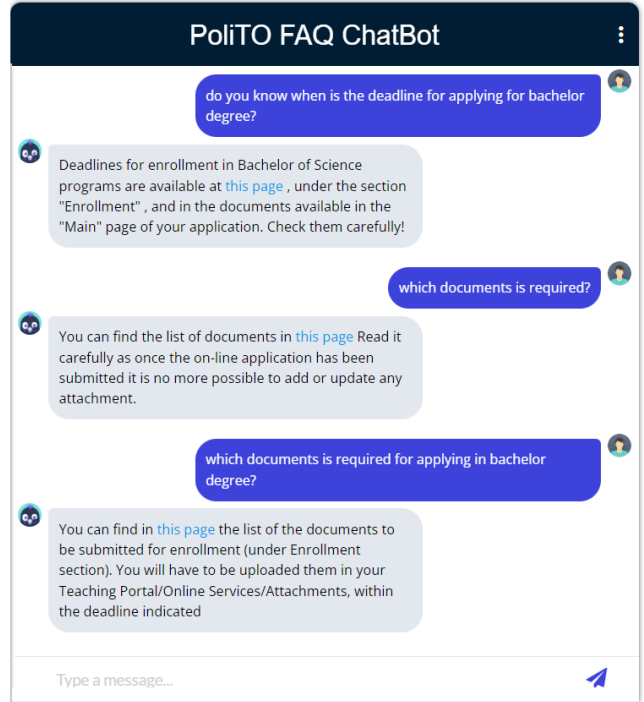 PoliTO FAQ ChatBot
do you know when is the deadline for applying for bachelor
degree?
Deadlines for enrollment in Bachelor of Science
programs are available at this page , under the section
"Enrollment" , and in the documents available in the
"Main" page of your application. Check them carefully!
which documents is required?
You can find the list of documents in this page Read it
carefully as once the on-line application has been
submitted it is no more possible to add or update any
attachment.
which documents is required for applying in bachelor
degree?
You can find in this page the list of the documents to
be submitted for enrollment (under Enrollment
section). You will have to be uploaded them in your
Teaching Portal/Online Services/Attachments, within
the deadline indicated
Type a message...